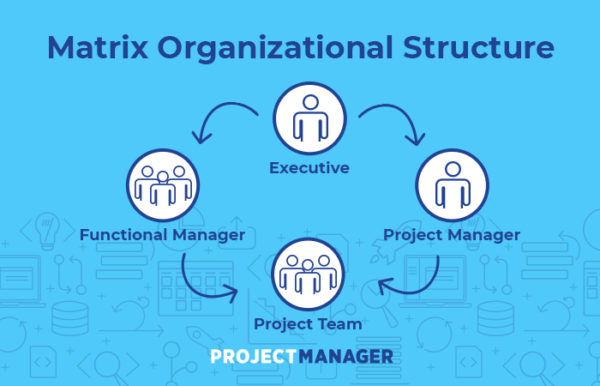 Matrix Organizational Structure
Executive
Functional Manager
Project Manager
Project Team
PROJECTMANAGER